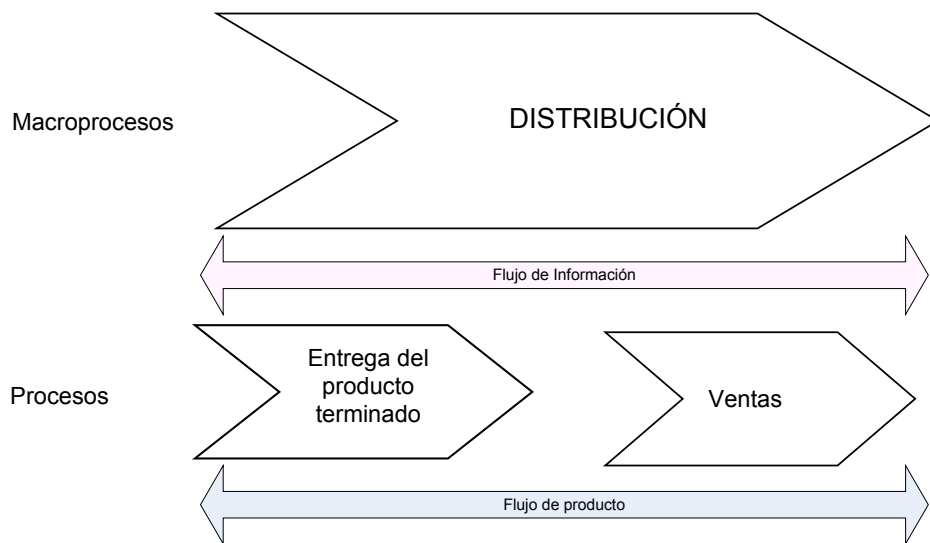 Macroprocesos
DISTRIBUCIÓN
Flujo de Información
Procesos
Entrega del
producto
terminado
Ventas
Flujo de producto